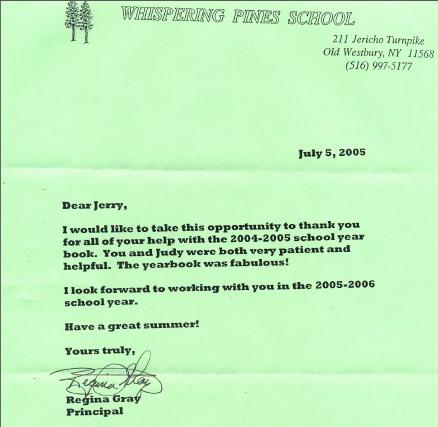 WHISPERING PINES SCHOOL
211 Jericho Turnpike
Old Westbury, NY 11568
(516) 997-5177
July 5, 2005
Dear Jerry,
I would like to take this opportunity to thank you
for all of your help with the 2004-2005 school year
book. You and Judy were both very patient and
helpful. The yearbook was fabulous!
I look forward to working with you in the 2005-2006
school year.
Have a great summer!
Yours truly,
Regina Gray
Regina Gray
Principal